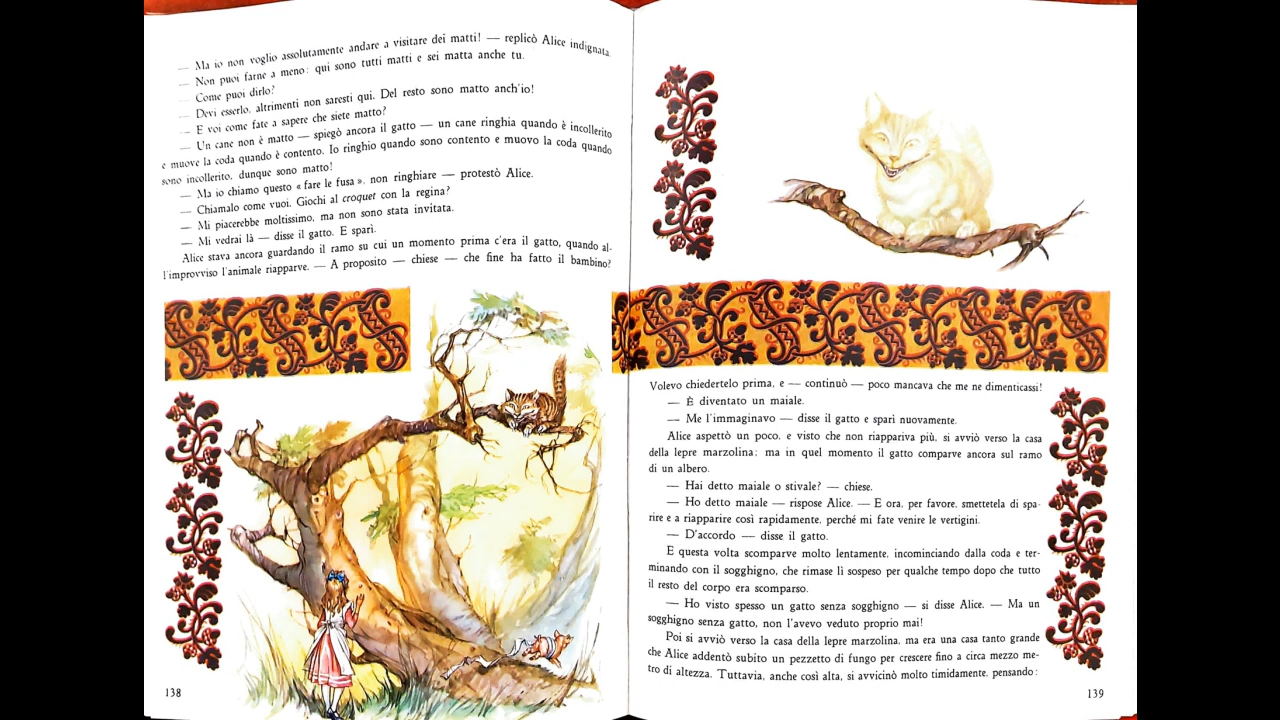 — Ma io non voglio assolutamente andare a visitare dei matti! — replicò Alice indignata.
— Non puoi farne a meno: qui sono tutti matti e sei matta anche tu.
— Come puoi dirlo?
— Devi esserlo, altrimenti non saresti qui. Del resto sono matto anch'io!
— E voi come fate a sapere che siete matto?
— Un cane non è matto — spiegò ancora il gatto — un cane ringhia quando è incollerito
e muove la coda quando è contento. Io ringhio quando sono contento e muovo la coda quando
sono incollerito, dunque sono matto!
— Ma io chiamo questo « fare le fusa », non ringhiare — protestò Alice.
— Chiamalo come vuoi. Giochi al croquet con la regina?
— Mi piacerebbe moltissimo, ma non sono stata invitata.
— Mi vedrai là — disse il gatto. E sparì.
Alice stava ancora guardando il ramo su cui un momento prima c'era il gatto, quando al-
l'improvviso l'animale riapparve. — A proposito — chiese — che fine ha fatto il bambino?
138
Volevo chiedertelo prima, e — continuò — poco mancava che me ne dimenticassi!
— È diventato un maiale.
— Me l'immaginavo — disse il gatto e sparì nuovamente.
Alice aspettò un poco, e visto che non riappariva più, si avviò verso la casa
della lepre marzolina; ma in quel momento il gatto comparve ancora sul ramo
di un albero.
— Hai detto maiale o stivale? — chiese.
— Ho detto maiale — rispose Alice. — E ora, per favore, smettetela di spa-
rire e a riapparire così rapidamente, perché mi fate venire le vertigini.
— D'accordo — disse il gatto.
E questa volta scomparve molto lentamente, incominciando dalla coda e ter-
minando con il sogghigno, che rimase lì sospeso per qualche tempo dopo che tutto
il resto del corpo era scomparso.
— Ho visto spesso un gatto senza sogghigno — si disse Alice. — Ma un
sogghigno senza gatto, non l'avevo veduto proprio mai!
Poi si avviò verso la casa della lepre marzolina, ma era una casa tanto grande
che Alice addentò subito un pezzetto di fungo per crescere fino a circa mezzo me-
tro di altezza. Tuttavia, anche così alta, si avvicinò molto timidamente, pensando:
139